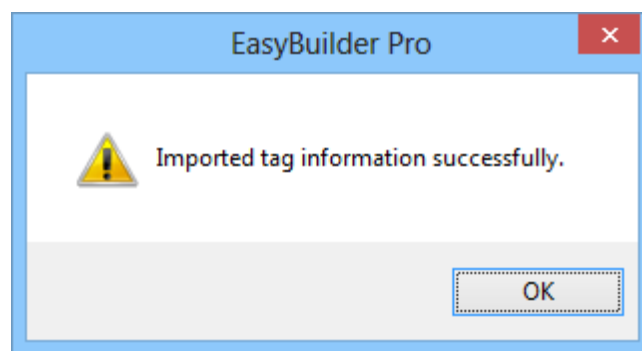 EasyBuilder Pro
Imported tag information successfully.
OK